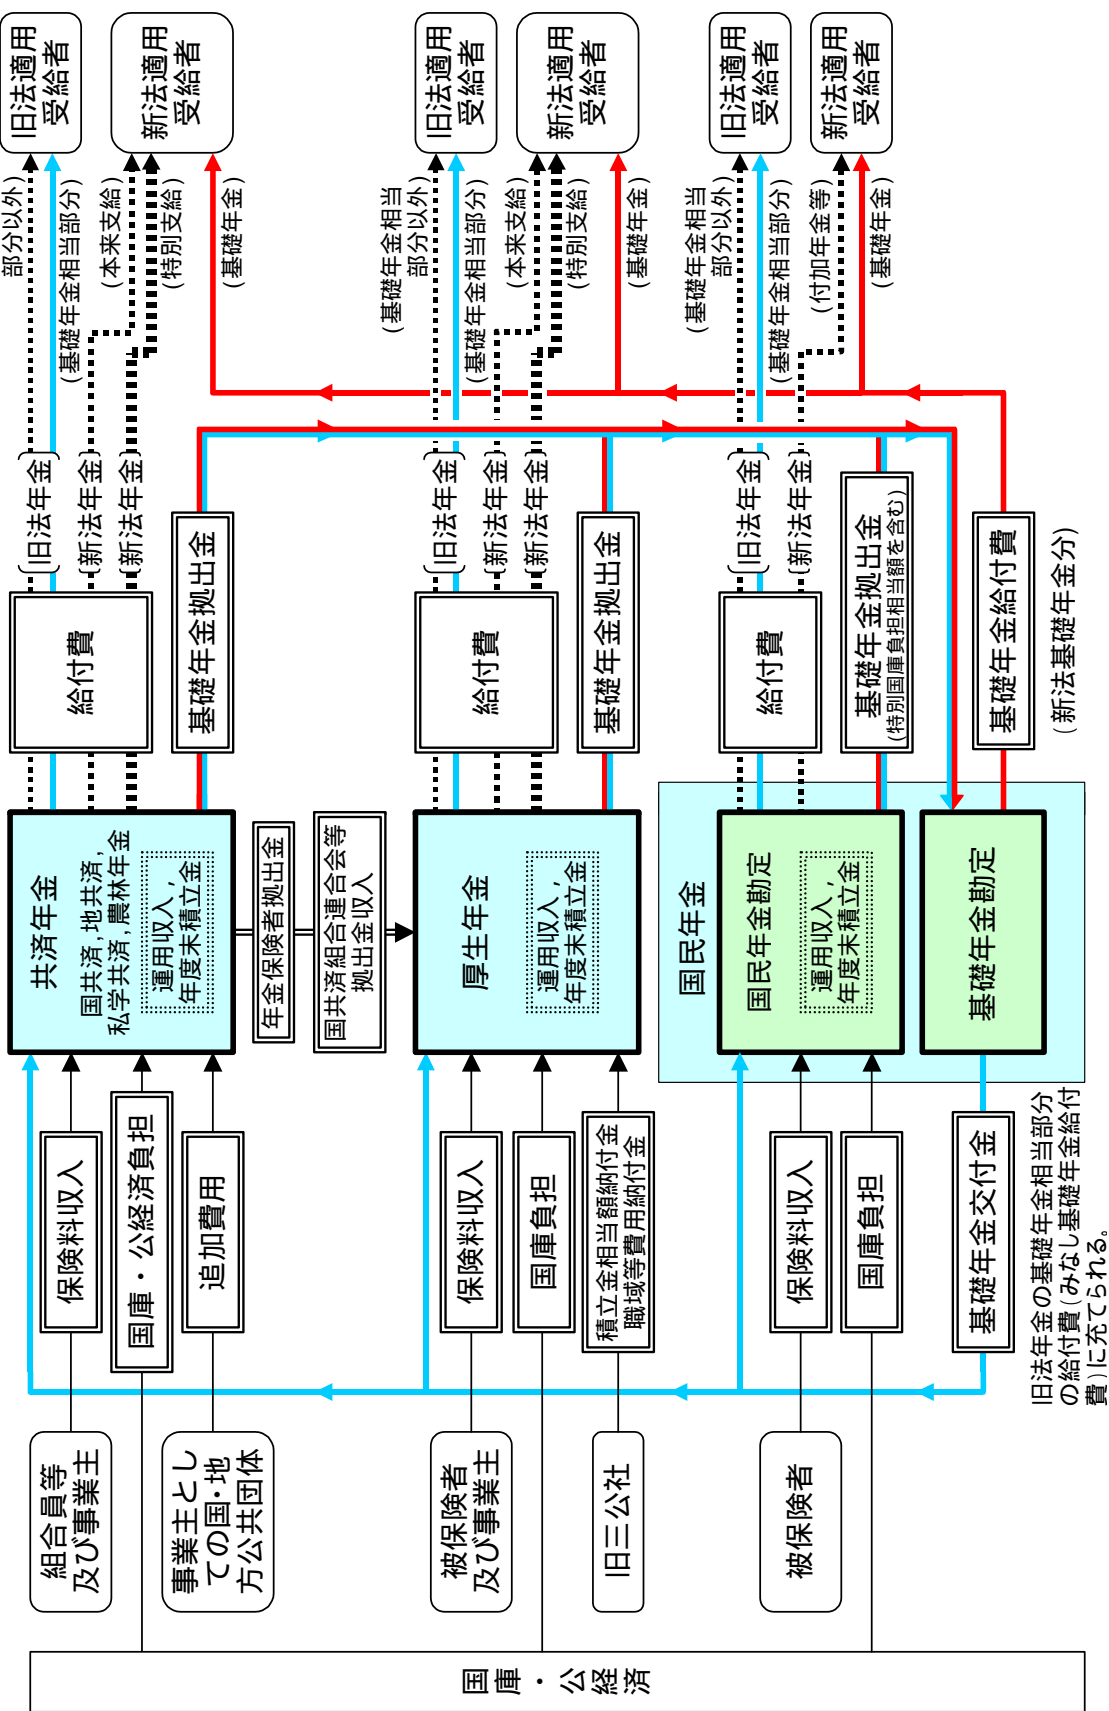 旧法適用
受給者
新法適用
受給者
旧法適用
受給者
新法適用
受給者
旧法適用
受給者
新法適用
受給者
部分以外)
(基礎年金相当部分)
(本来支給)
(特別支給)
(基礎年金)
(基礎年金相当
部分以外)
(基礎年金相当部分)
(本来支給)
(特別支給)
(基礎年金)
(基礎年金相当
部分以外)
(基礎年金相当部分)
(付加年金等)
(基礎年金)
(旧法年金)
(新法年金)
(新法年金)
(旧法年金)
(新法年金)
(新法年金)
(旧法年金)
(新法年金)
給付費
基礎年金拠出金
給付費
基礎年金拠出金
給付費
基礎年金拠出金
(特別国庫負担相当額を含む)
基礎年金給付費
(新法基礎年金分)
共済年金
国共済,地共済,
私学共済,農林年金
運用収入,
年度末積立金
年金保険者拠出金
国共済組合連合会等
拠出金収入
厚生年金
運用収入,
年度末積立金
国民年金
国民年金勘定
運用収入,
年度末積立金
基礎年金勘定
保険料収入
国庫・公経済負担
追加費用
保険料収入
国庫負担
積立金相当額納付金
職域等費用納付金
保険料収入
国庫負担
基礎年金交付金
旧法年金の基礎年金相当部分
の給付費(みなし基礎年金給付
費)に充てられる。
組合員等
及び事業主
事業主とし
ての国・地
方公共団体
被保険者
及び事業主
旧三公社
被保険者
国庫・公経済